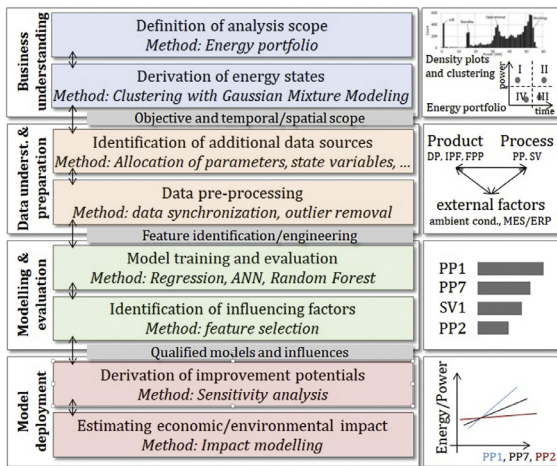 Business
understanding
Definition of analysis scope
Method: Energy portfolio
Derivation of energy states
Method: Clustering with Gaussian Mixture Modeling
Objective and temporal/spatial scope
Density plots
and clustering
power
I
II
IV
III
time
Energy portfolio
Data underst. &
preparation
Identification of additional data sources
Method: Allocation of parameters, state variables, ...
Data pre-processing
Method: data synchronization, outlier removal
Feature identification/engineering
Product
DP. IPF, FPP
Process
PP. SV
external factors
ambient cond., MES/ERP
Modelling &
evaluation
Model training and evaluation
Method: Regression, ANN, Random Forest
Identification of influencing factors
Method: feature selection
Qualified models and influences
PP1
PP7
SV1
PP2
Model
deployment
Derivation of improvement potentials
Method: Sensitivity analysis
Estimating economic/environmental impact
Method: Impact modelling
Energy/Power
PP1, PP7, PP2